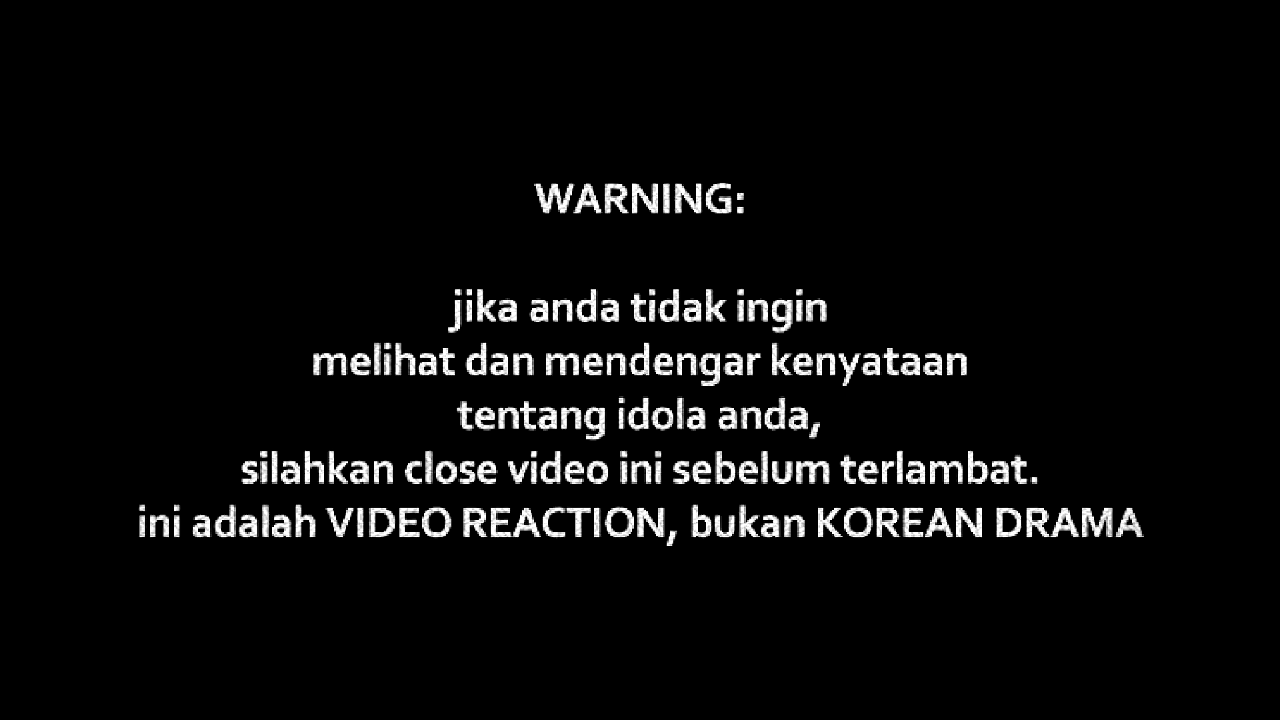 WARNING:
jika anda tidak ingin
melihat dan mendengar kenyataan
tentang idola anda,
silahkan close video ini sebelum terlambat.
ini adalah VIDEO REACTION, bukan KOREAN DRAMA